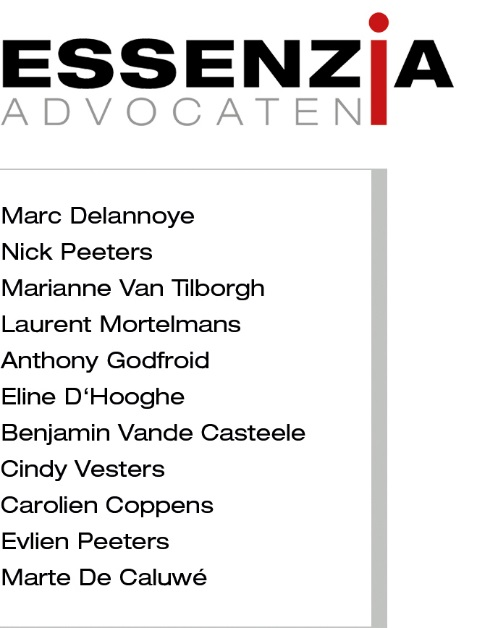 ESSENZiA
ADVOCATEN
Marc Delannoye
Nick Peeters
Marianne Van Tilborgh
Laurent Mortelmans
Anthony Godfroid
Eline D‘Hooghe
Benjamin Vande Casteele
Cindy Vesters
Carolien Coppens
Evlien Peeters
Marte De Caluwé